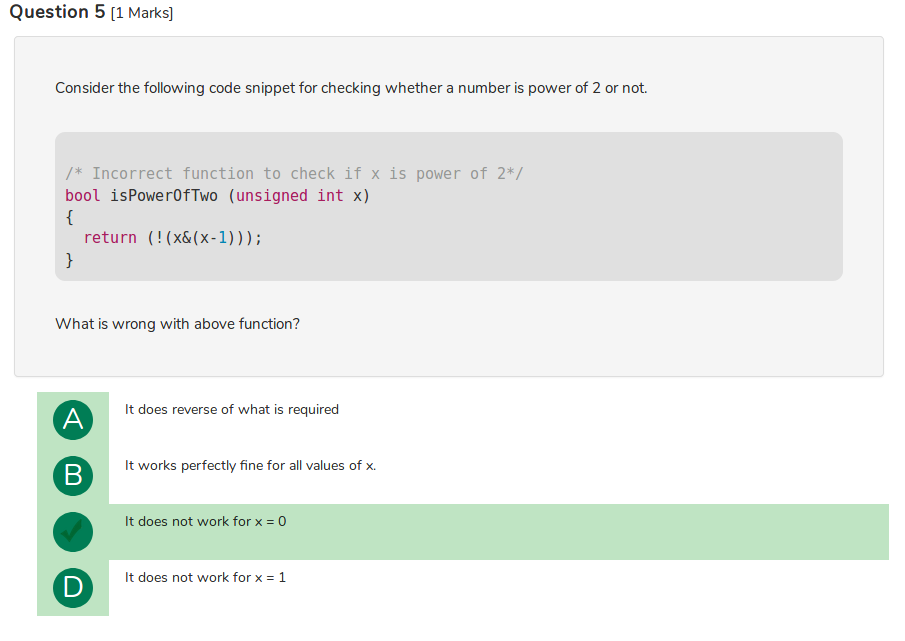 Question 5 [1 Marks]
Consider the following code snippet for checking whether a number is power of 2 or not.
/* Incorrect function to check if x is power of 2*/
bool isPowerOfTwo (unsigned int x)
{
  return (!(x&(x-1)));
}
What is wrong with above function?
A It does reverse of what is required
B It works perfectly fine for all values of x.
It does not work for x = 0
D It does not work for x = 1